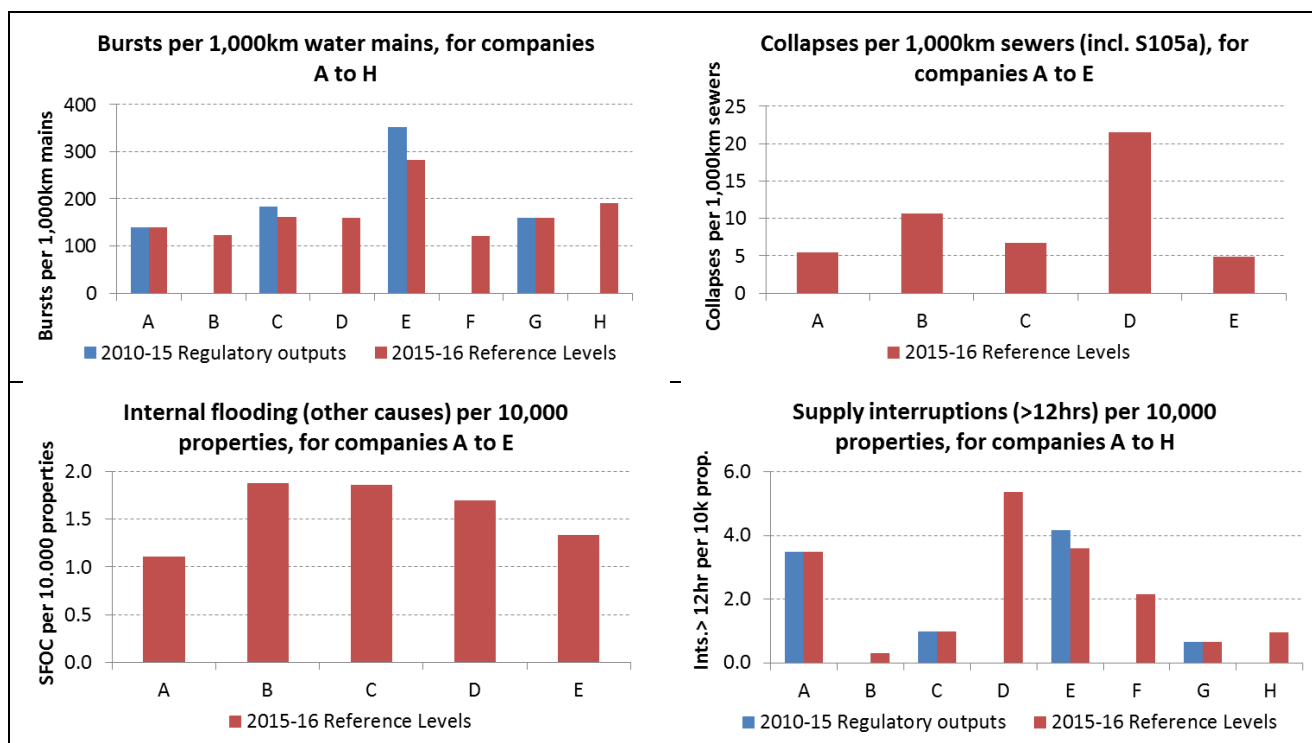 Bursts per 1,000km water mains, for companies
A to H
Bursts per 1,000km mains
400
300
200
100
0
A B C D E F G H
2010-15 Regulatory outputs 2015-16 Reference Levels
Collapses per 1,000km sewers (incl. S105a), for
companies A to E
Collapses per 1,000km sewers
25
20
15
10
5
0
A B C D E
2015-16 Reference Levels
Internal flooding (other causes) per 10,000
properties, for companies A to E
SFOC per 10.000 properties
2.0
1.5
1.0
0.5
0.0
A B C D E
2015-16 Reference Levels
Supply interruptions (>12hrs) per 10,000
properties, for companies A to H
Ints.> 12hr per 10k prop.
6.0
4.0
2.0
0.0
A B C D E F G H
2010-15 Regulatory outputs 2015-16 Reference Levels